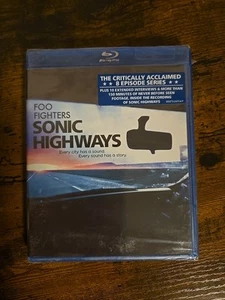 Blu-ray Disc
THE CRITICALLY ACCLAIMED
8 EPISODE SERIES
PLUS 13 EXTENDED INTERVIEWS & MORE THAN
150 MINUTES OF NEVER BEFORE SEEN
FOOTAGE, INSIDE THE RECORDING
OF SONIC HIGHWAYS
FOO
FIGHTERS
SONIC
HIGHWAYS
Every city has a sound.
Every sound has a story.